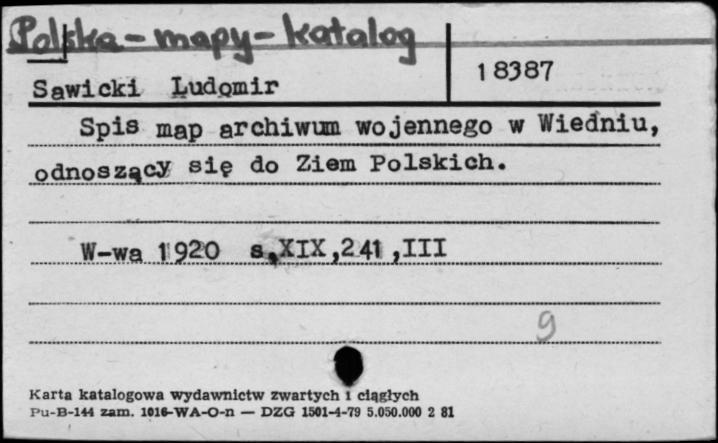 Polska - mapy - katalog
Sawicki Ludomir
18387
Spis map archiwum wojennego w Wiedniu,
odnoszący się do Ziem Polskich.
W-wa 1920 s,XIX,241,III
9
Karta katalogowa wydawnictw zwartych i ciągłych
Pu-B-144 zam. 1016-WA-O-n — DZG 1501-4-79 5.050.000 2 81